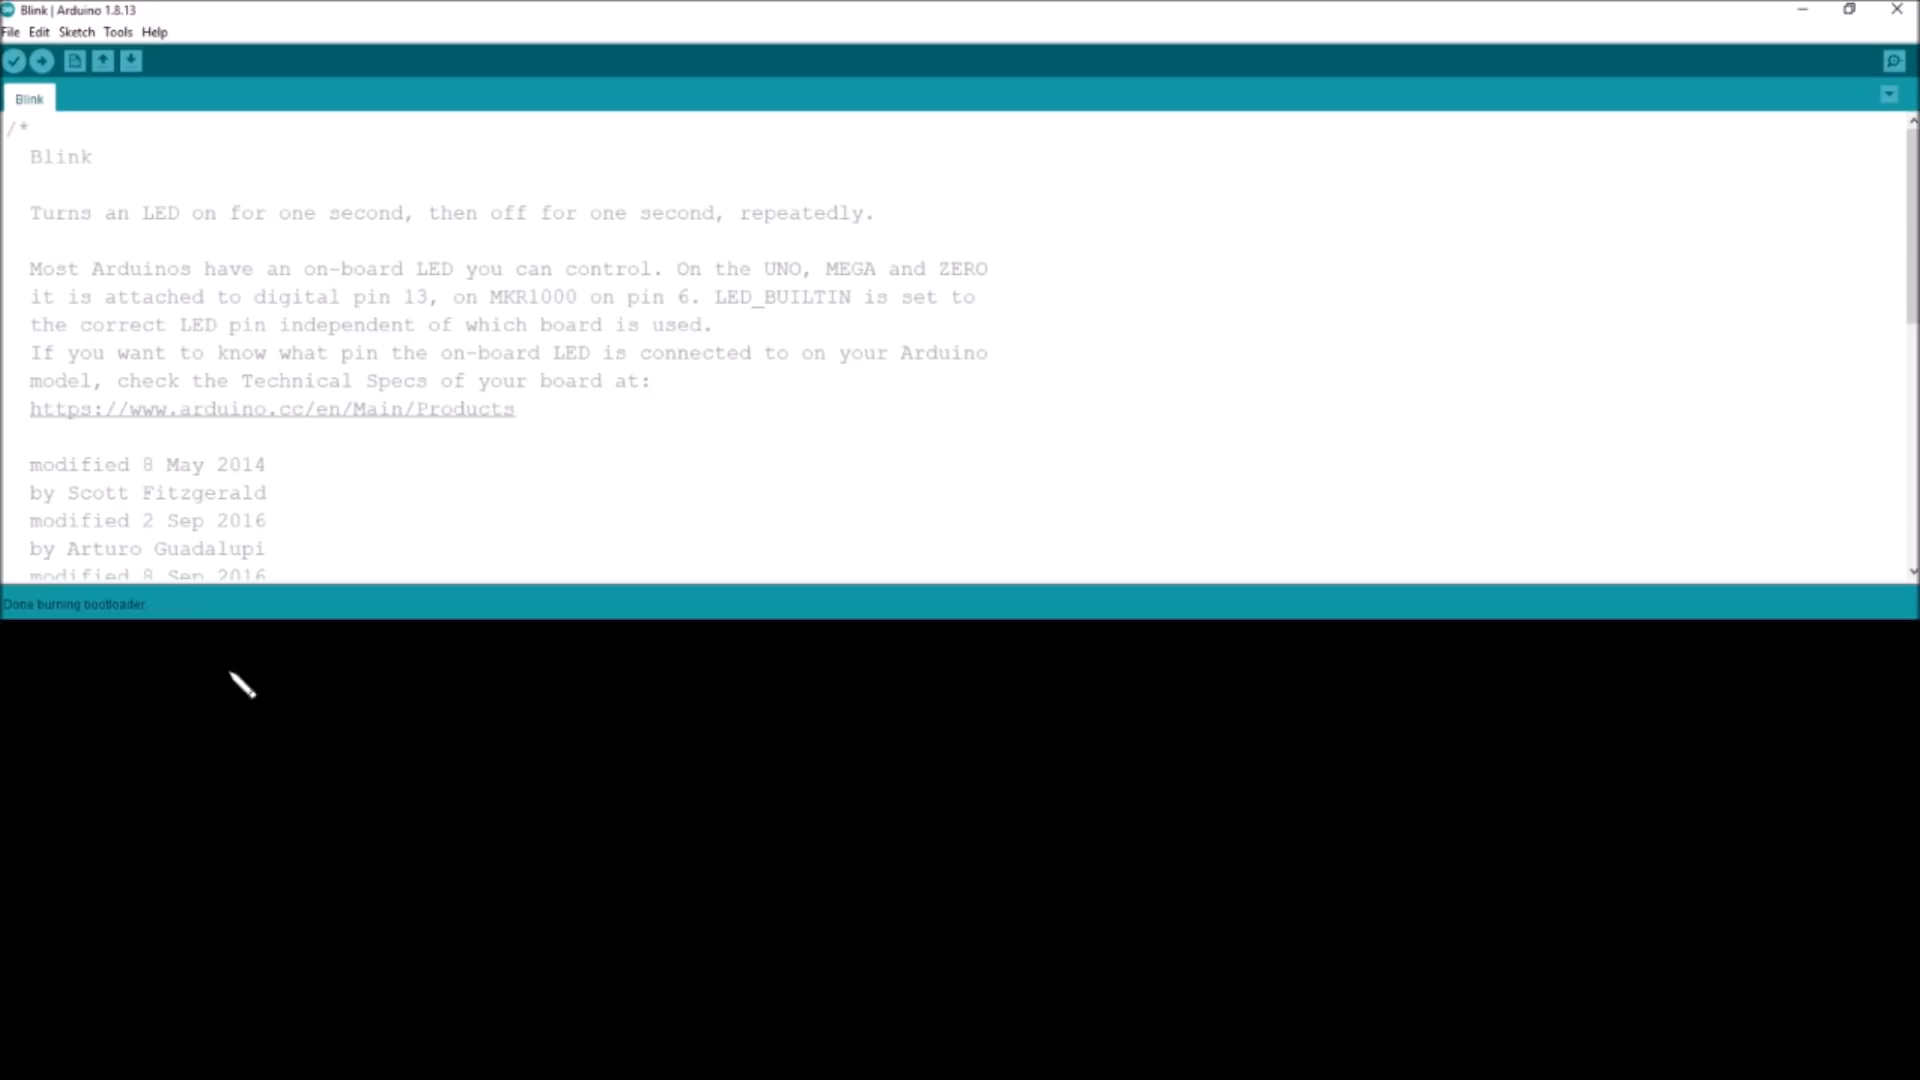 Blink | Arduino 1.8.13
File Edit Sketch Tools Help
Blink
/*
Blink
Turns an LED on for one second, then off for one second, repeatedly.
Most Arduinos have an on-board LED you can control. On the UNO, MEGA and ZERO
it is attached to digital pin 13, on MKR1000 on pin 6. LED_BUILTIN is set to
the correct LED pin independent of which board is used.
If you want to know what pin the on-board LED is connected to on your Arduino
model, check the Technical Specs of your board at:
https://www.arduino.cc/en/Main/Products
modified 8 May 2014
by Scott Fitzgerald
modified 2 Sep 2016
by Arturo Guadalupi
modified 8 Sep 2016
Done burning bootloader.